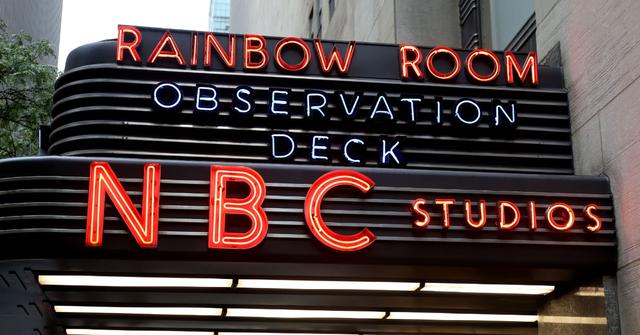 RAINBOW ROOM
OBSERVATION
DECK
NBC STUDIOS